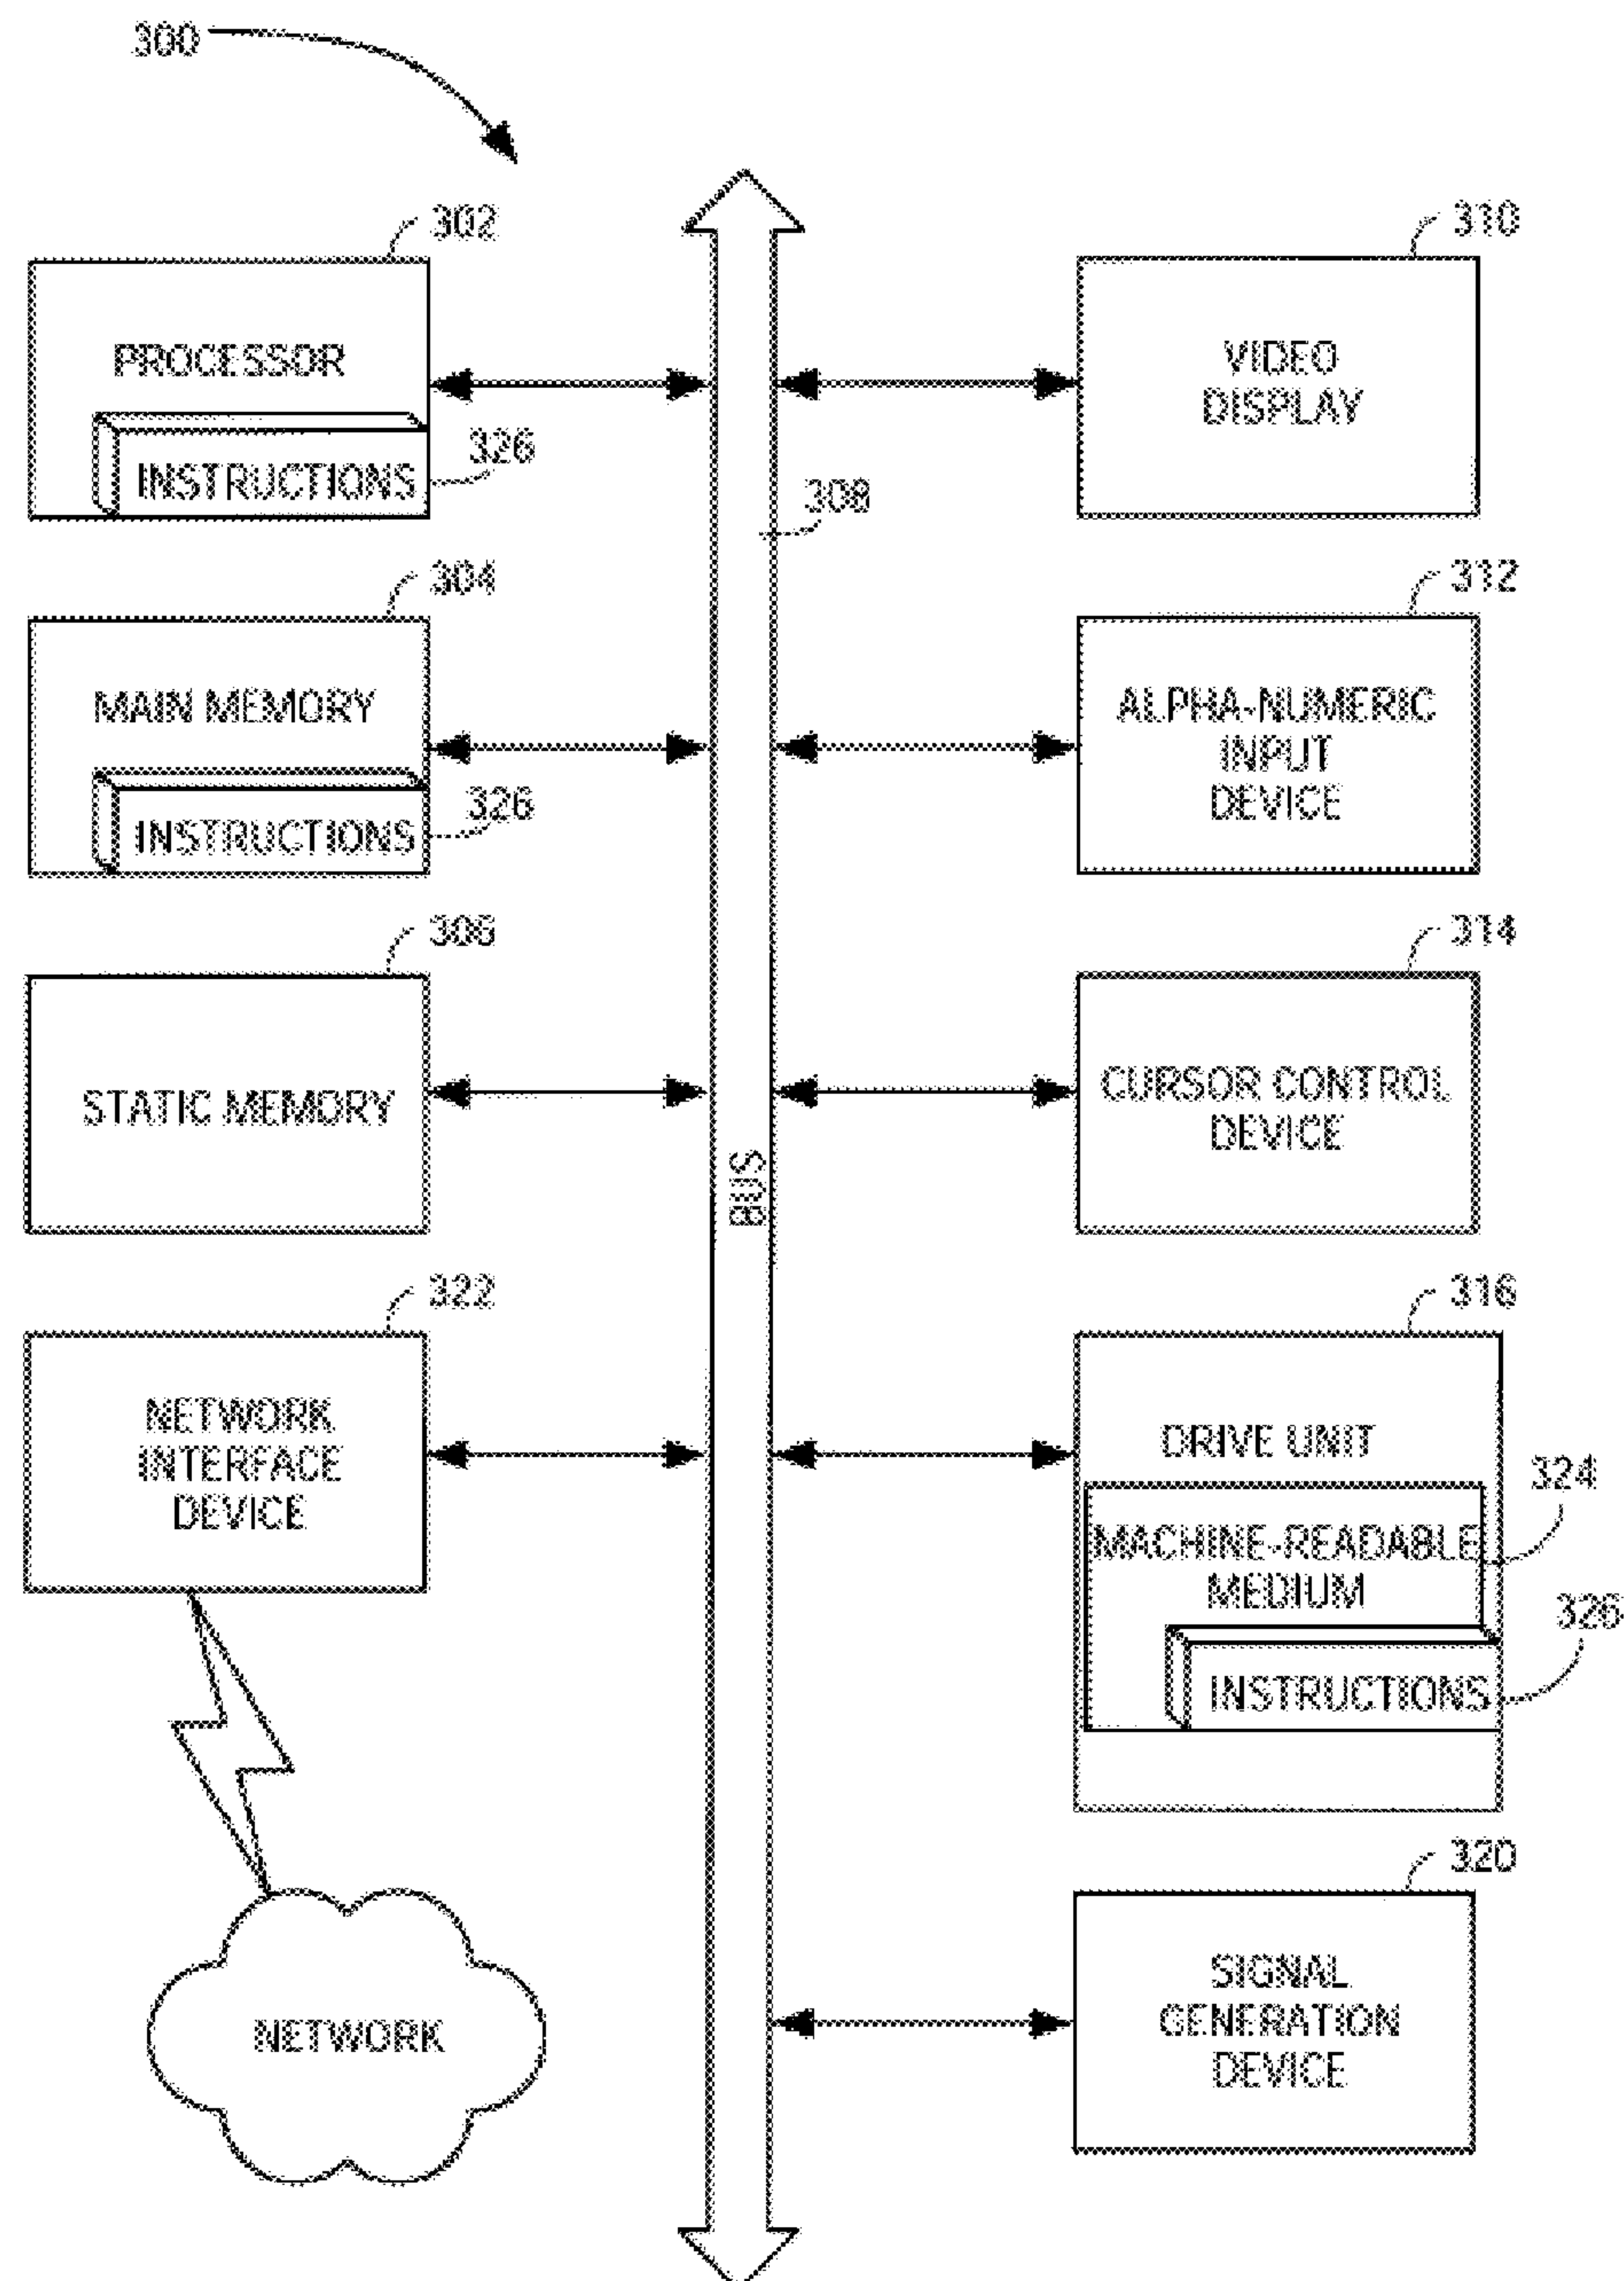 300
302
PROCESSOR
INSTRUCTIONS
326
304
MAIN MEMORY
INSTRUCTIONS
326
306
STATIC MEMORY
322
NETWORK
INTERFACE
DEVICE
NETWORK
308
BUS
310
VIDEO
DISPLAY
312
ALPHA-NUMERIC
INPUT
DEVICE
314
CURSOR CONTROL
DEVICE
316
DRIVE UNIT
324
MACHINE-READABLE
MEDIUM
326
INSTRUCTIONS
320
SIGNAL
GENERATION
DEVICE